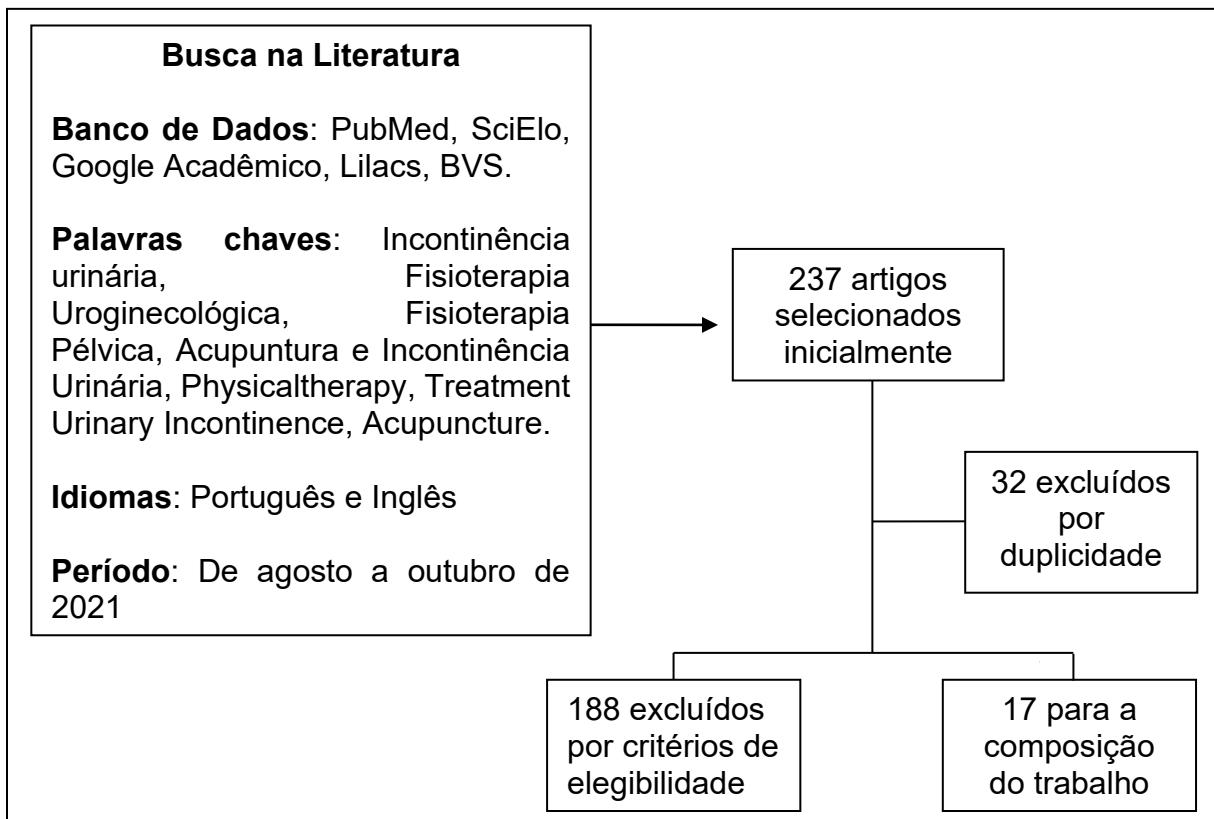 Busca na Literatura
Banco de Dados: PubMed, SciElo,
Google Acadêmico, Lilacs, BVS.
Palavras chaves: Incontinência
urinária, Fisioterapia
Uroginecológica, Fisioterapia
Pélvica, Acupuntura e Incontinência
Urinária, Physicaltherapy, Treatment
Urinary Incontinence, Acupuncture.
Idiomas: Português e Inglês
Período: De agosto a outubro de
2021
237 artigos
selecionados
inicialmente
32 excluídos
por
duplicidade
188 excluídos
por critérios de
elegibilidade
17 para a
composição
do trabalho